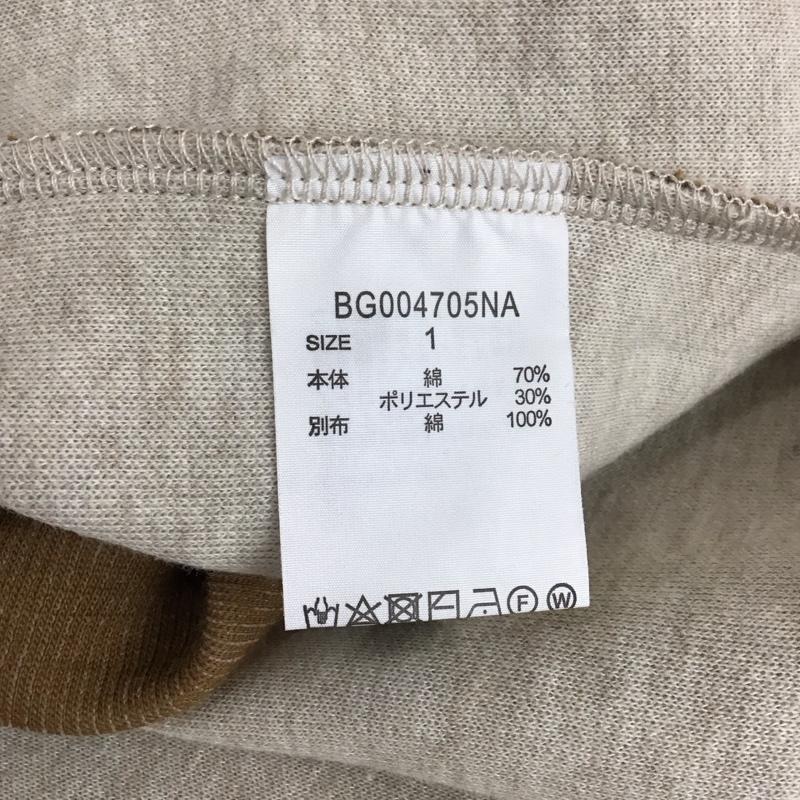 BG004705NA
SIZE 1
本体 綿 70%
ポリエステル 30%
別布 綿 100%
F W